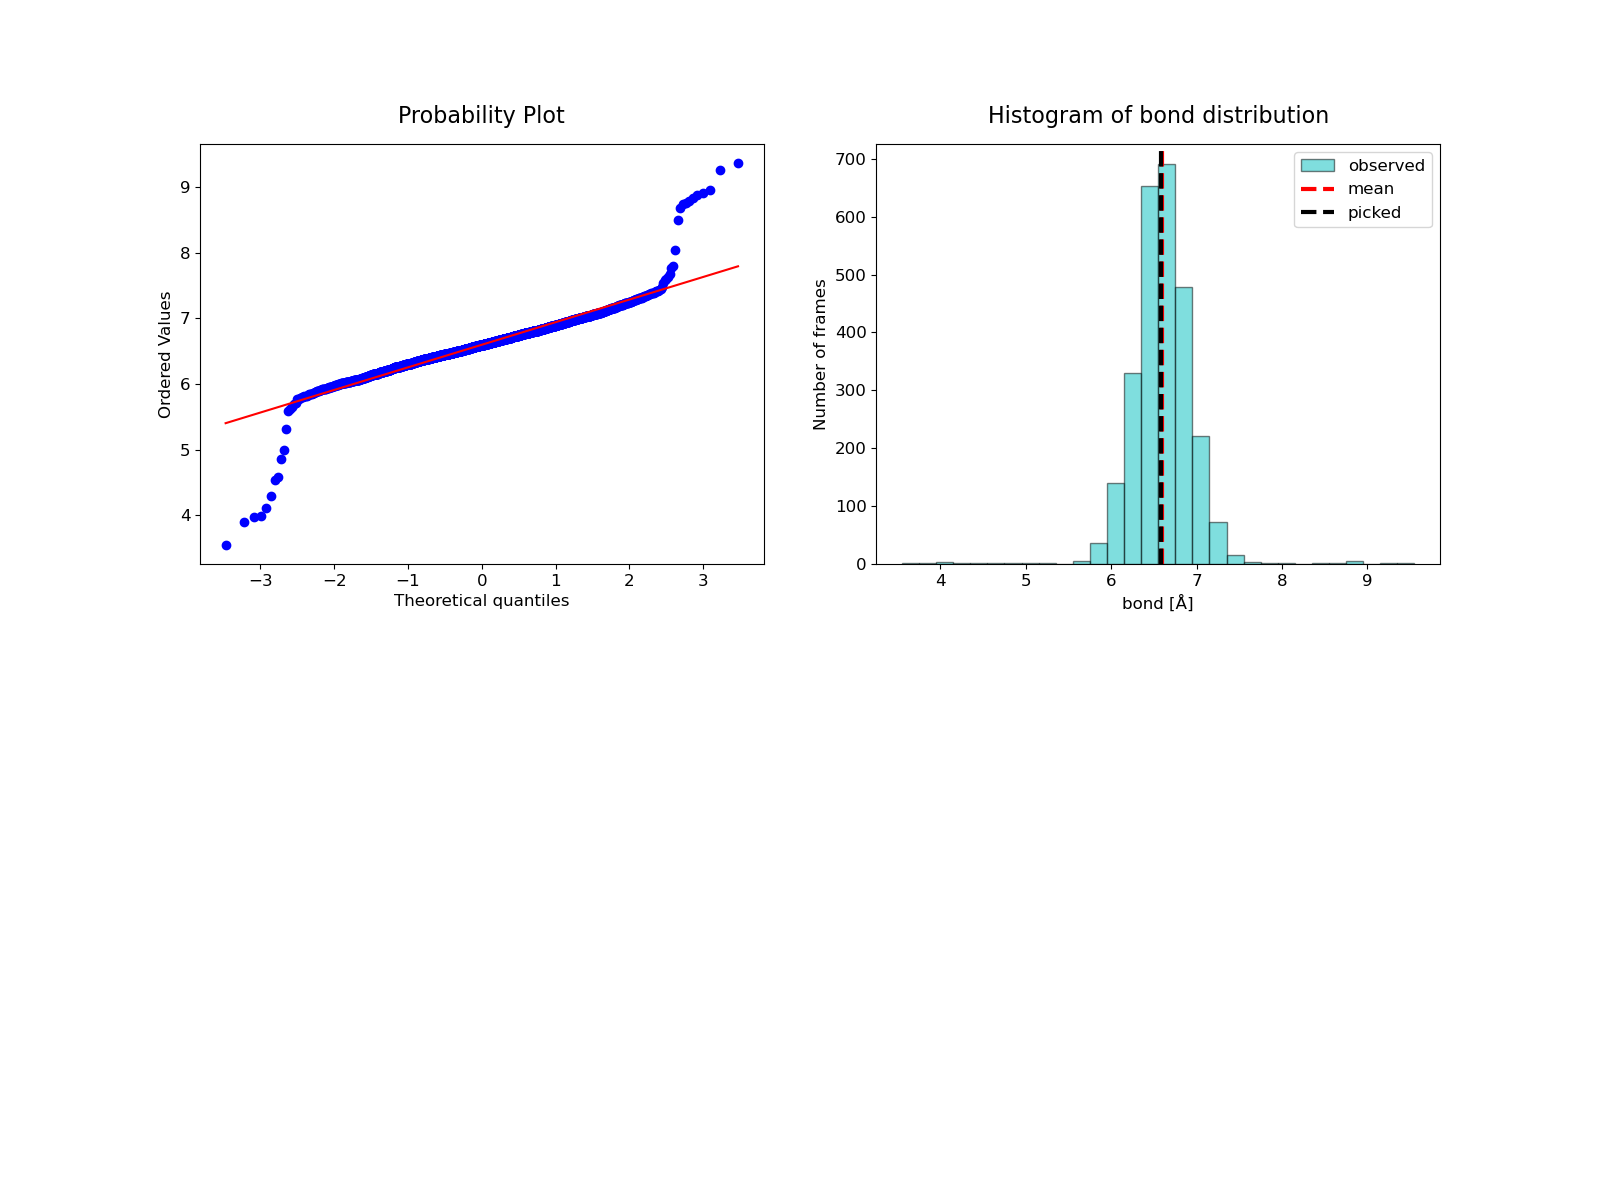 Probability Plot
9
8
7
6
5
4
Ordered Values
−3 −2 −1 0 1 2 3
Theoretical quantiles
Histogram of bond distribution
700
600
500
400
300
200
100
0
Number of frames
observed
mean
picked
4 5 6 7 8 9
bond [Å]